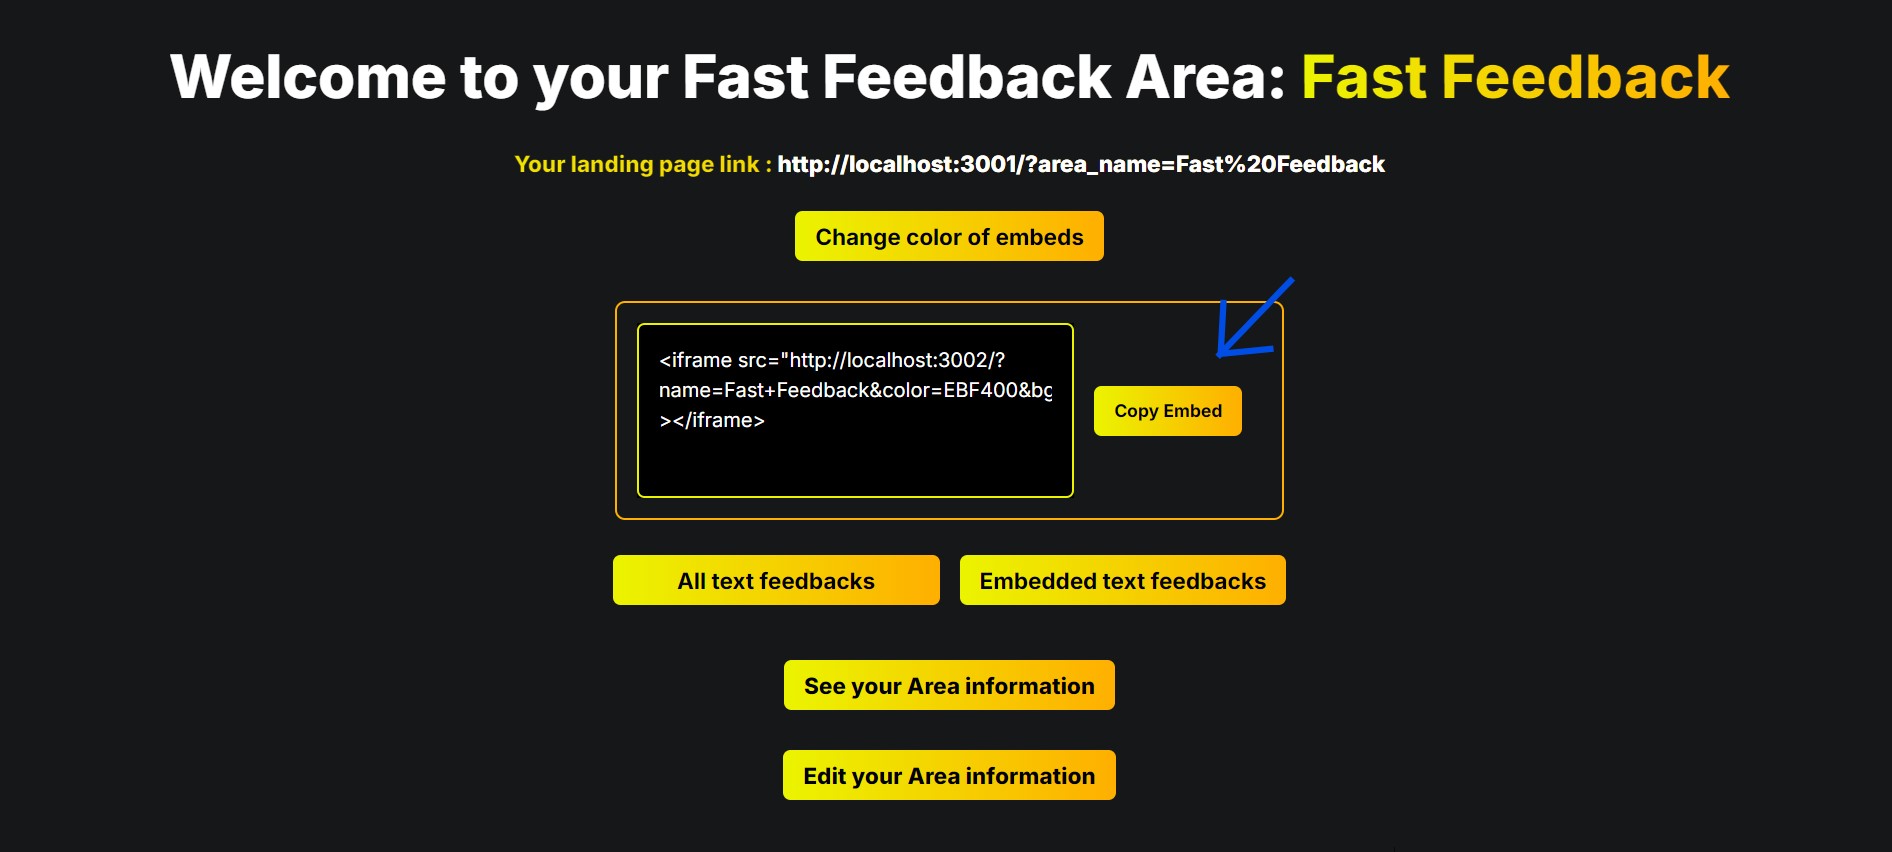 Welcome to your Fast Feedback Area: Fast Feedback
Your landing page link : http://localhost:3001/?area_name=Fast%20Feedback
Change color of embeds
<iframe src="http://localhost:3002/?
name=Fast+Feedback&color=EBF400&bg
></iframe>
Copy Embed
All text feedbacks
Embedded text feedbacks
See your Area information
Edit your Area information